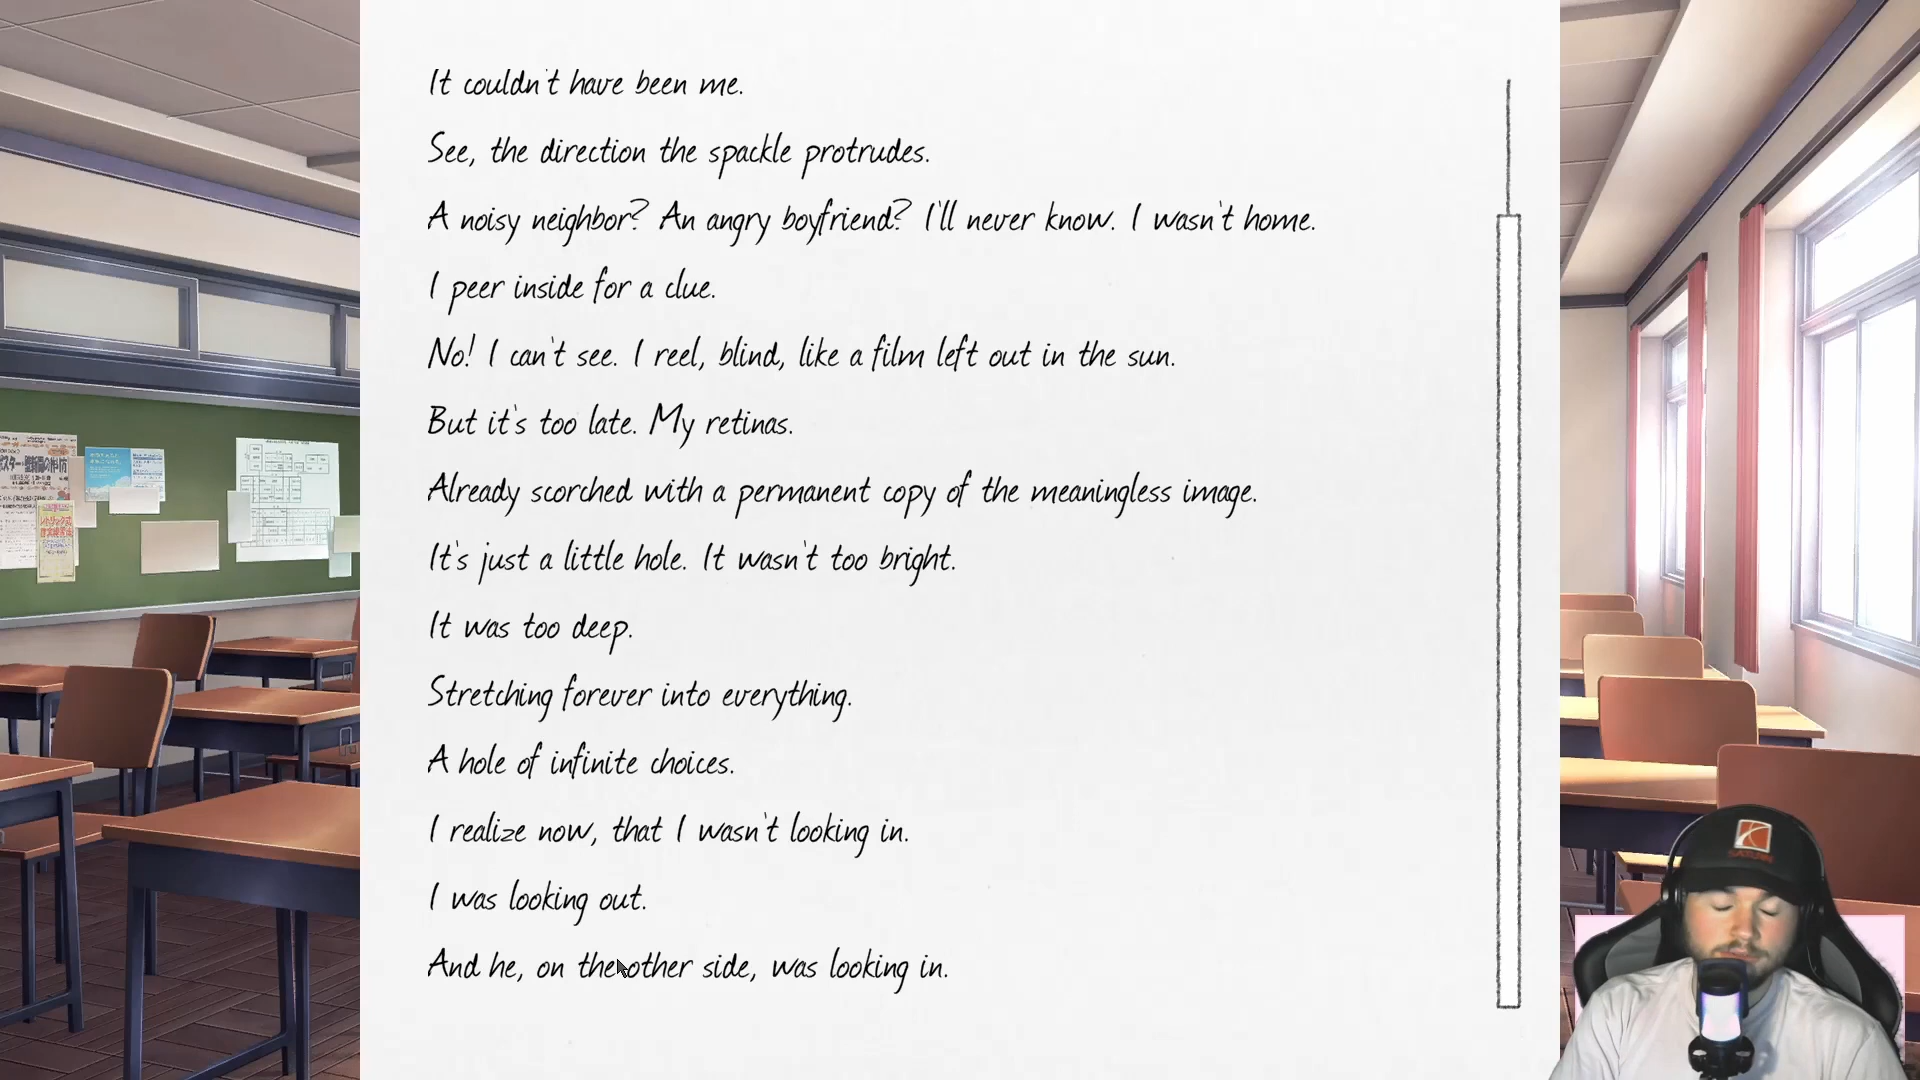 It couldn't have been me.
See, the direction the spackle protrudes.
A noisy neighbor? An angry boyfriend? I'll never know. I wasn't home.
I peer inside for a clue.
No! I can't see. I reel, blind, like a film left out in the sun.
But it's too late. My retinas.
Already scorched with a permanent copy of the meaningless image.
It's just a little hole. It wasn't too bright.
It was too deep.
Stretching forever into everything.
A hole of infinite choices.
I realize now, that I wasn't looking in.
I was looking out.
And he, on the other side, was looking in.